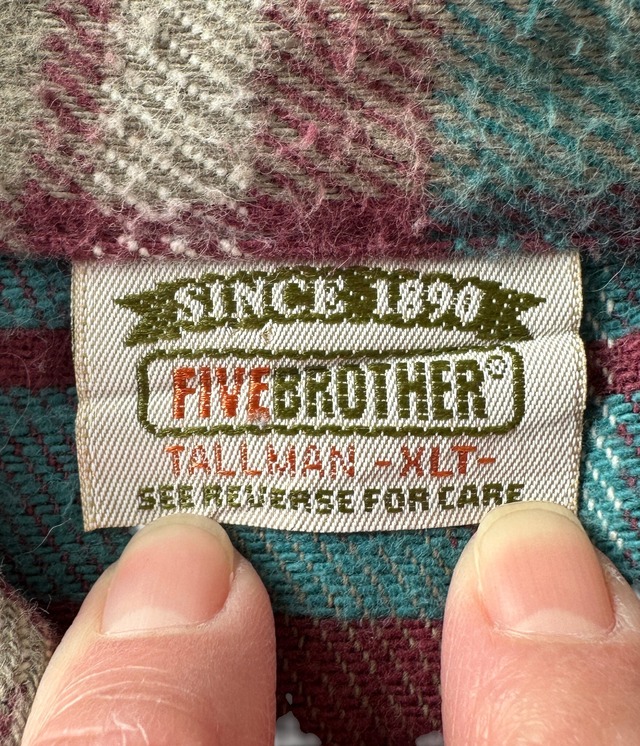 SINCE 1890
FIVEBROTHER®
TALLMAN -XLT-
SEE REVERSE FOR CARE